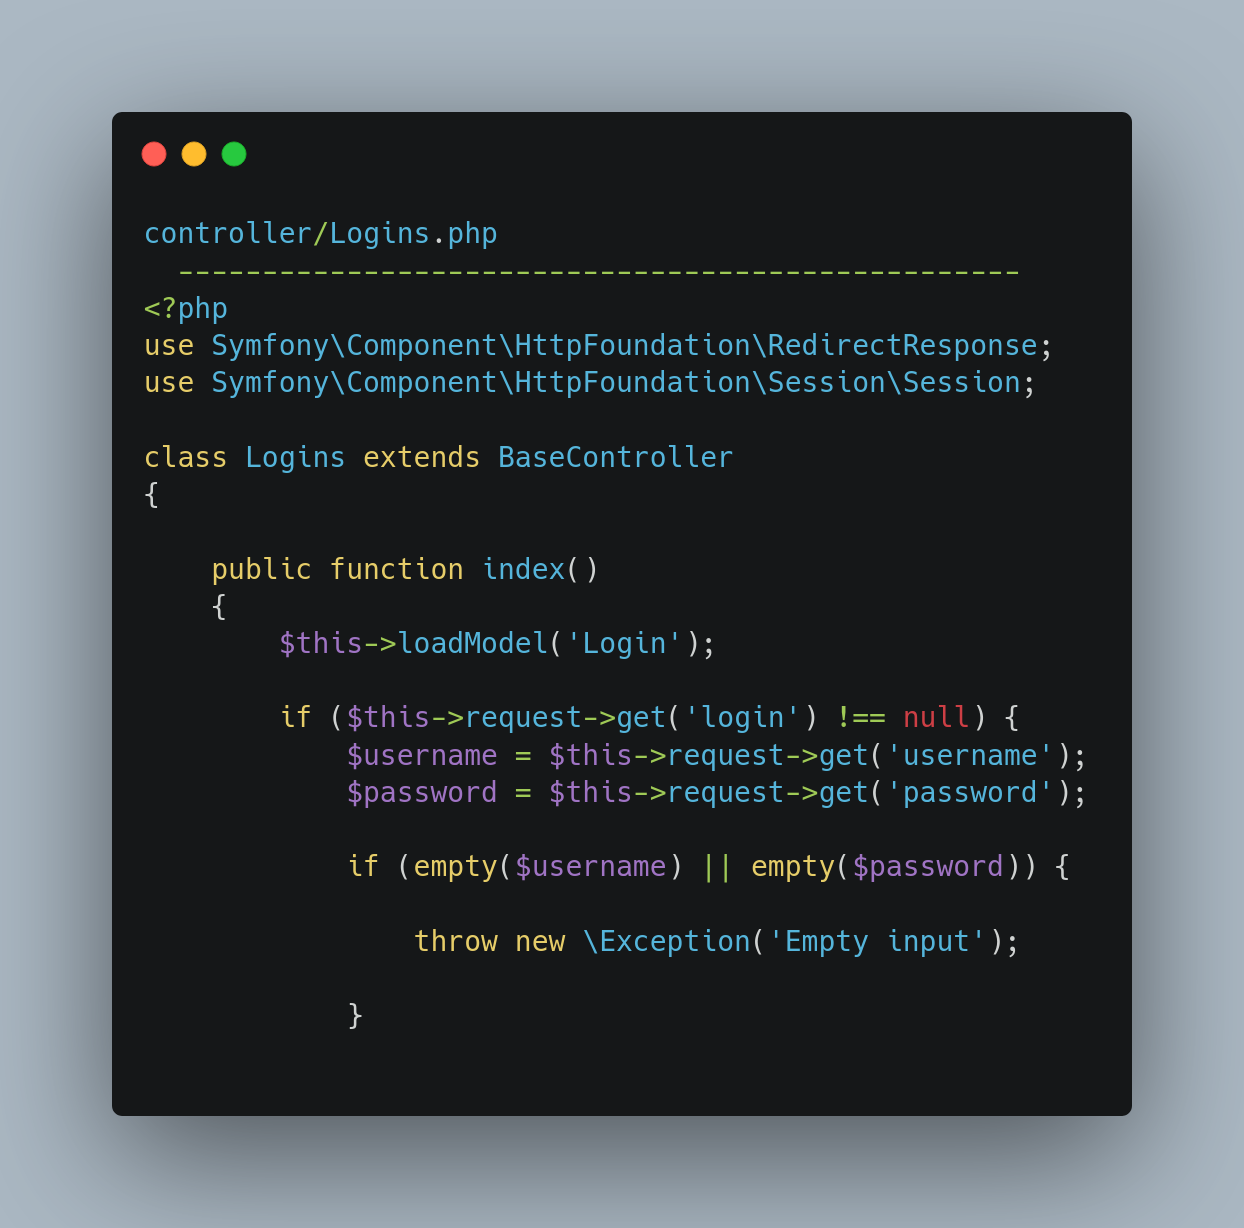 controller/Logins.php
--------------------------------------------------
<?php
use Symfony\Component\HttpFoundation\RedirectResponse;
use Symfony\Component\HttpFoundation\Session\Session;
class Logins extends BaseController
{
public function index()
{
$this->loadModel('Login');
if ($this->request->get('login') !== null) {
$username = $this->request->get('username');
$password = $this->request->get('password');
if (empty($username) || empty($password)) {
throw new \Exception('Empty input');
}